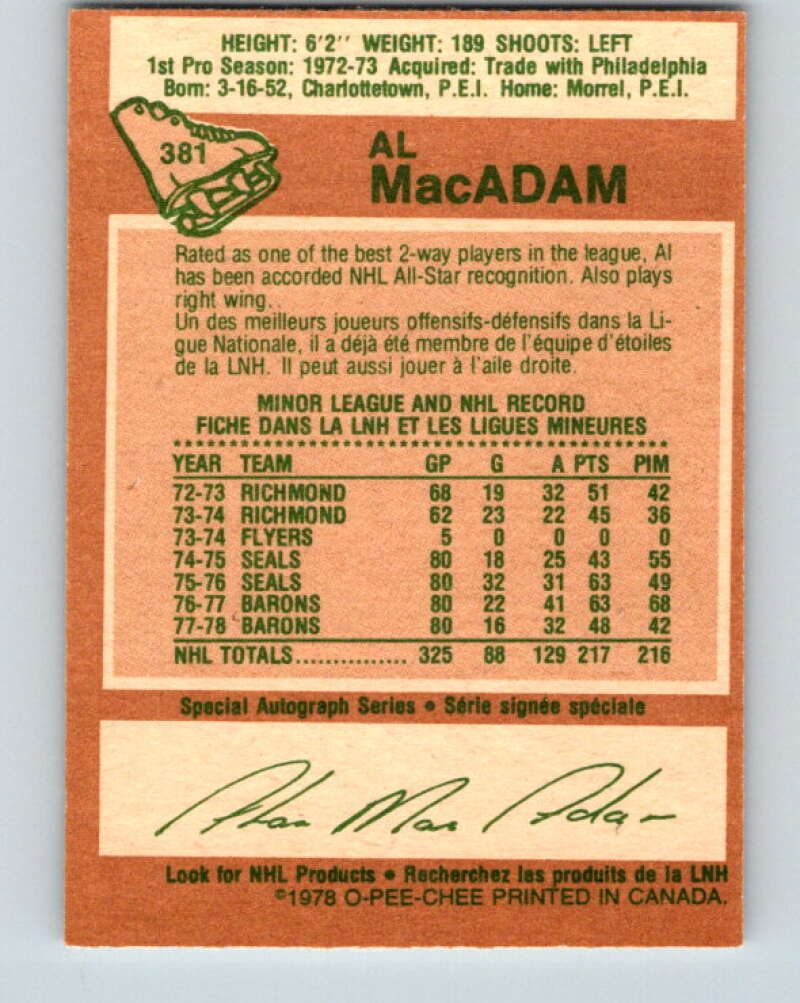 HEIGHT: 6'2'' WEIGHT: 189 SHOOTS: LEFT
1st Pro Season: 1972-73 Acquired: Trade with Philadelphia
Born: 3-16-52, Charlottetown, P.E.I. Home: Morrel, P.E.I.
381
AL
MacADAM
Rated as one of the best 2-way players in the league, Al
has been accorded NHL All-Star recognition. Also plays
right wing.
Un des meilleurs joueurs offensifs-défensifs dans la Li-
gue Nationale, il a déjà été membre de l'équipe d'étoiles
de la LNH. Il peut aussi jouer à l'aile droite.
MINOR LEAGUE AND NHL RECORD
FICHE DANS LA LNH ET LES LIGUES MINEURES
YEAR TEAM GP G A PTS PIM
72-73 RICHMOND 68 19 32 51 42
73-74 RICHMOND 62 23 22 45 36
73-74 FLYERS 5 0 0 0 0
74-75 SEALS 80 18 25 43 55
75-76 SEALS 80 32 31 63 49
76-77 BARONS 80 22 41 63 68
77-78 BARONS 80 16 32 48 42
NHL TOTALS............... 325 88 129 217 216
Special Autograph Series • Série signée spéciale
Alan Mac Adam
Look for NHL Products • Recherchez les produits de la LNH
©1978 O-PEE-CHEE PRINTED IN CANADA.